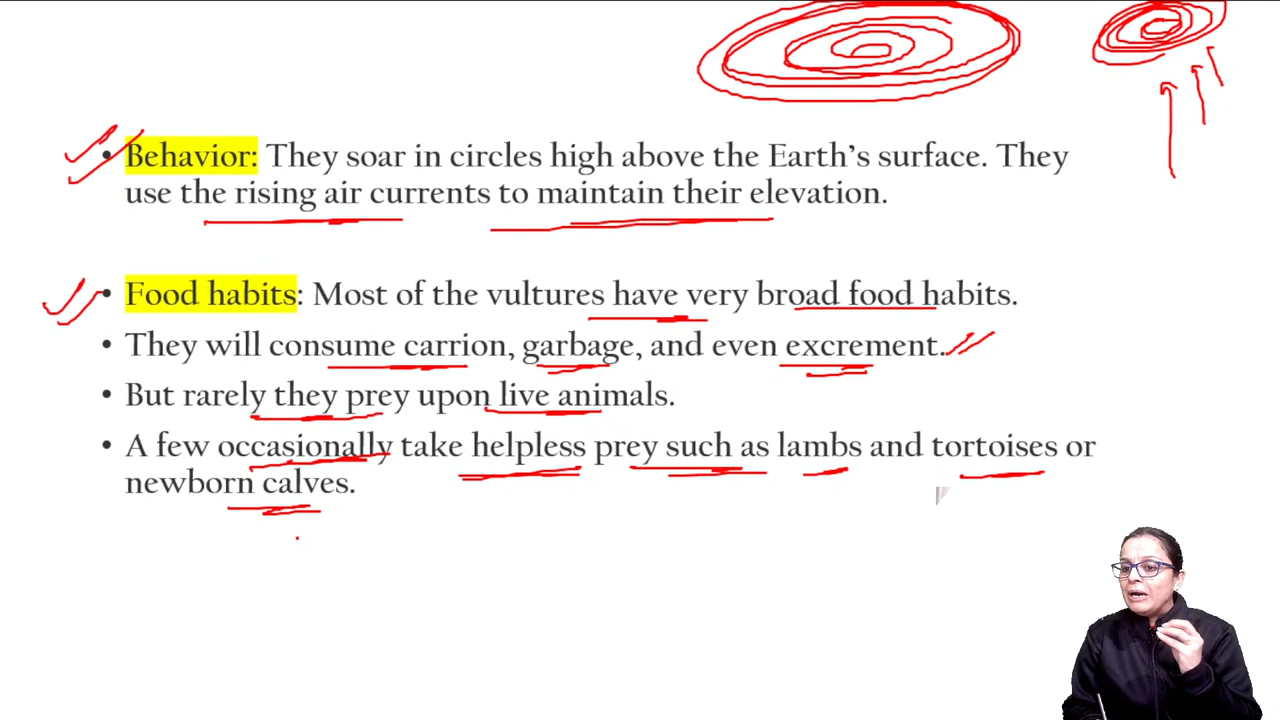 • Behavior: They soar in circles high above the Earth's surface. They
use the rising air currents to maintain their elevation.
• Food habits: Most of the vultures have very broad food habits.
• They will consume carrion, garbage, and even excrement.
• But rarely they prey upon live animals.
• A few occasionally take helpless prey such as lambs and tortoises or
newborn calves.